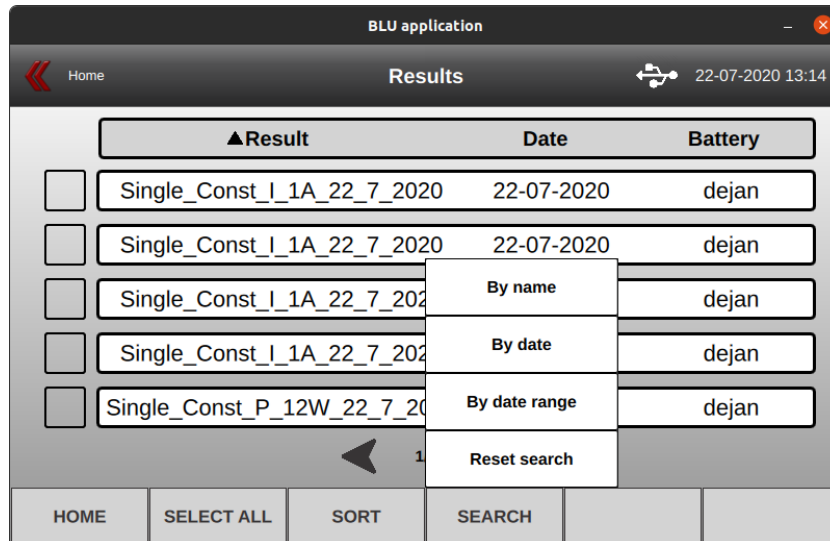 BLU application
Home
Results
22-07-2020 13:14
▲Result Date Battery
Single_Const_I_1A_22_7_2020 22-07-2020 dejan
Single_Const_I_1A_22_7_2020 22-07-2020 dejan
Single_Const_I_1A_22_7_202 dejan
Single_Const_I_1A_22_7_202 dejan
Single_Const_P_12W_22_7_20 dejan
By name
By date
By date range
Reset search
1
HOME SELECT ALL SORT SEARCH